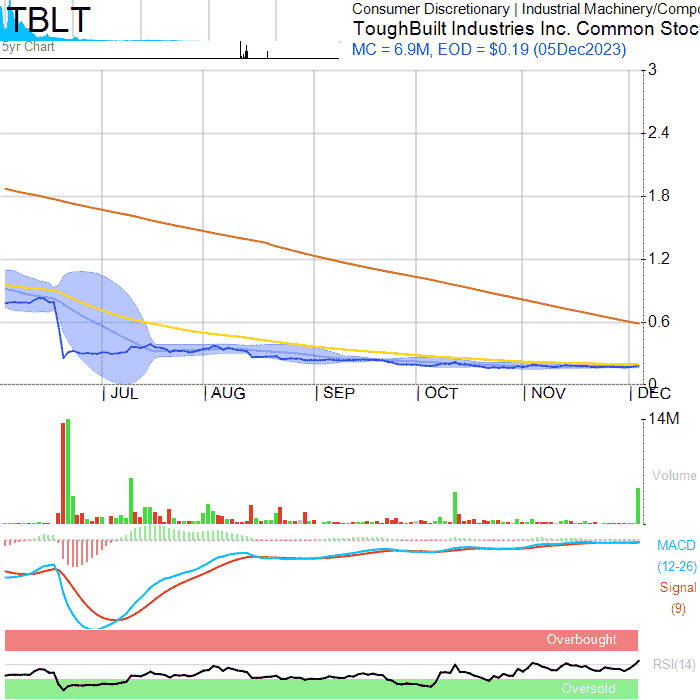 TBLT
5yr Chart
Consumer Discretionary | Industrial Machinery/Compo
ToughBuilt Industries Inc. Common Stoc
MC = 6.9M, EOD = $0.19 (05Dec2023)
3
2.4
1.8
1.2
0.6
0
JUL
AUG
SEP
OCT
NOV
DEC
14M
Volume
MACD
(12-26)
Signal
(9)
Overbought
RSI(14)
Oversold